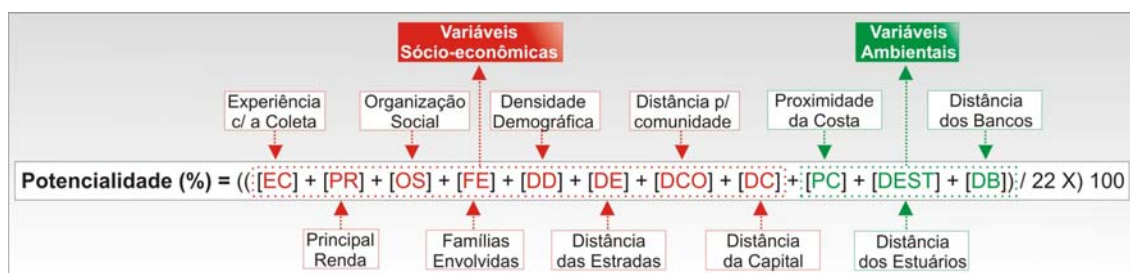 Variáveis
Sócio-econômicas
Variáveis
Ambientais
Experiência
c/ a Coleta
Organização
Social
Densidade
Demográfica
Distância p/
comunidade
Proximidade
da Costa
Distância
dos Bancos
Potencialidade (%) = (( [EC] + [PR] + [OS] + [FE] + [DD] + [DE] + [DCO] + [DC] + [PC] + [DEST] + [DB]) / 22 X) 100
Principal
Renda
Famílias
Envolvidas
Distância
das Estradas
Distância
da Capital
Distância
dos Estuários